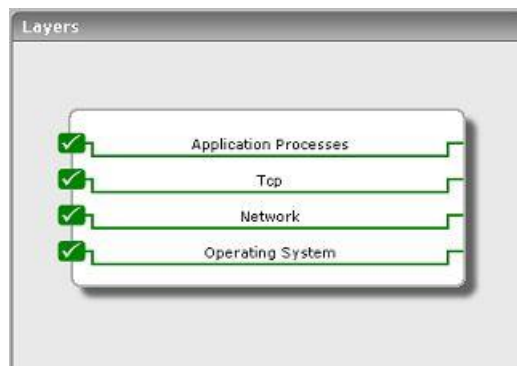 Layers
Application Processes
Tcp
Network
Operating System